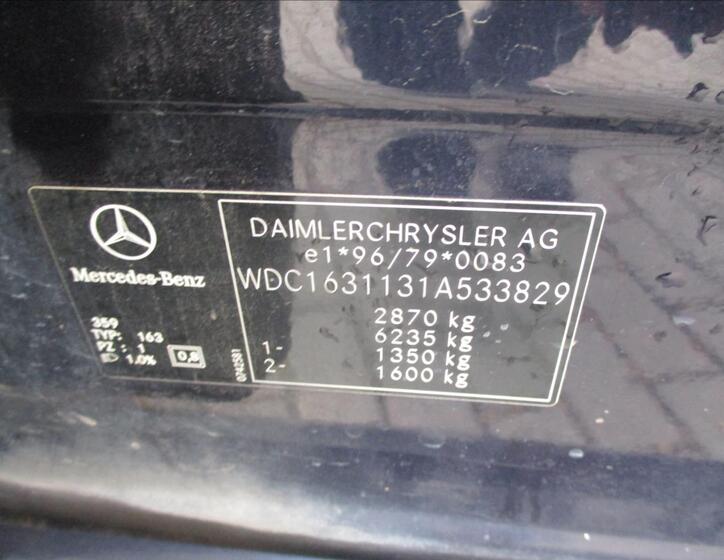 Mercedes-Benz
359
TYP: 163
PZ : 1
1.0% 0,8
0742581
DAIMLERCHRYSLER AG
e1*96/79*0083
WDC1631131A533829
2870 kg
6235 kg
1- 1350 kg
2- 1600 kg